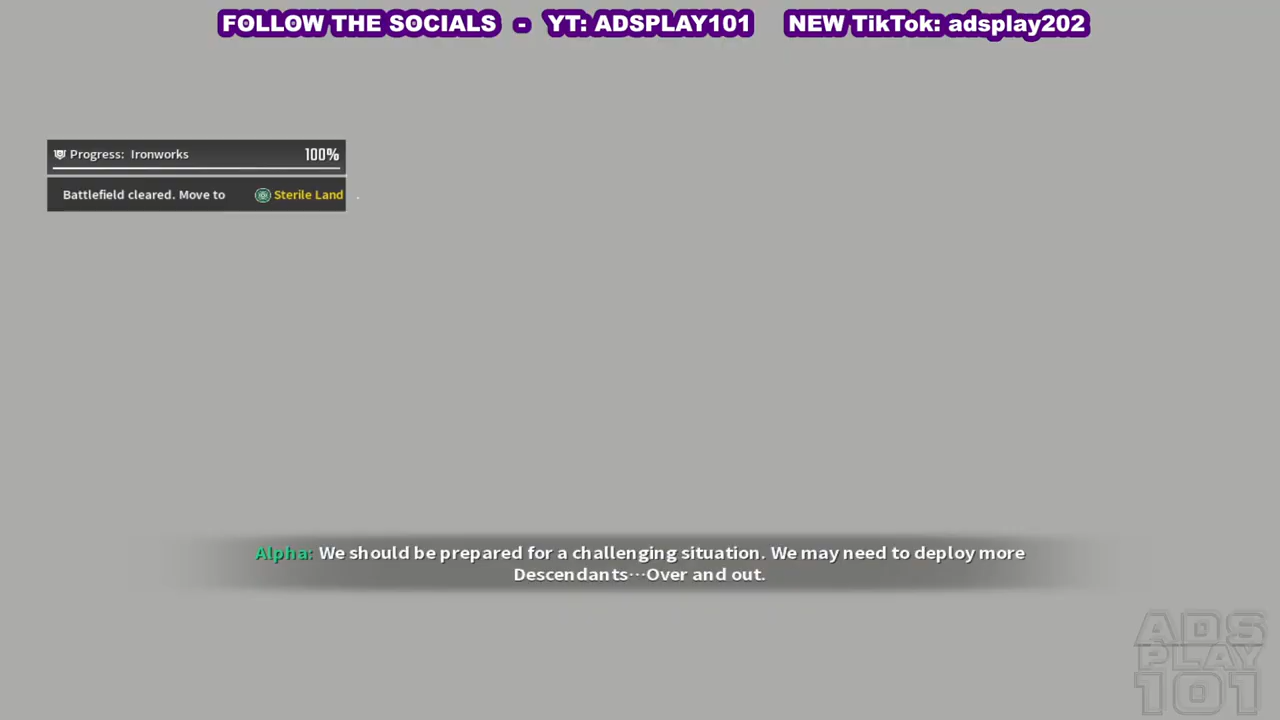 FOLLOW THE SOCIALS - YT: ADSPLAY101 NEW TikTok: adsplay202
Progress: Ironworks 100%
Battlefield cleared. Move to Sterile Land .
Alpha: We should be prepared for a challenging situation. We may need to deploy more
Descendants···Over and out.
ADS
PLAY
101